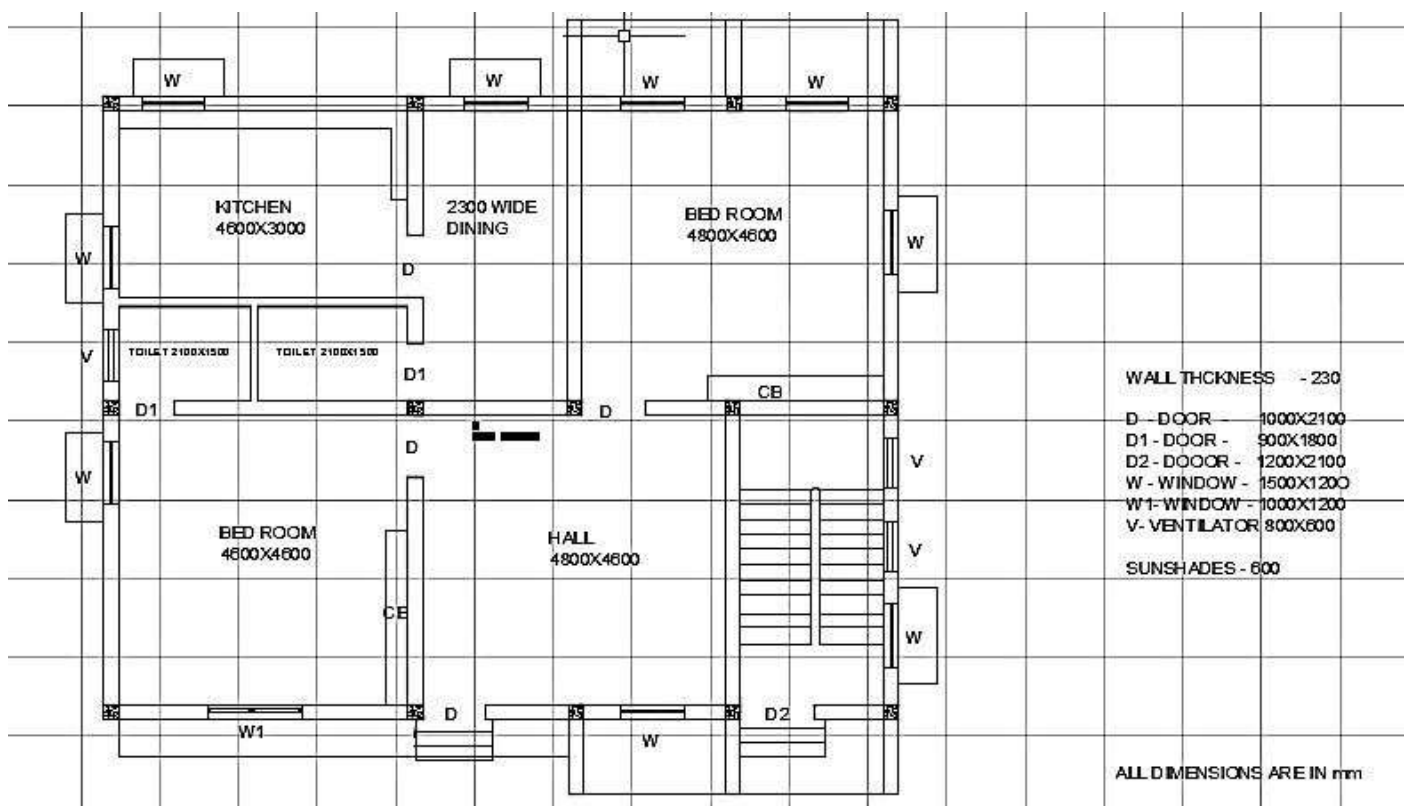 W
W
W
W
KITCHEN
4600X3000
2300 WIDE
DINING
BED ROOM
4800X4600
W
W
D
V
TOILET 2100X1500
TOILET 2100X1500
D1
CB
D1
D
D
W
V
BED ROOM
4600X4600
HALL
4800X4600
V
CB
W
D
D2
W1
W
WALL THCKNESS - 230
D - DOOR - 1000X2100
D1 - DOOR - 900X1800
D2 - DOOOR - 1200X2100
W - WINDOW - 1500X1200
W1- WINDOW - 1000X1200
V- VENTILATOR 800X600
SUNSHADES - 600
ALL DIMENSIONS ARE IN mm